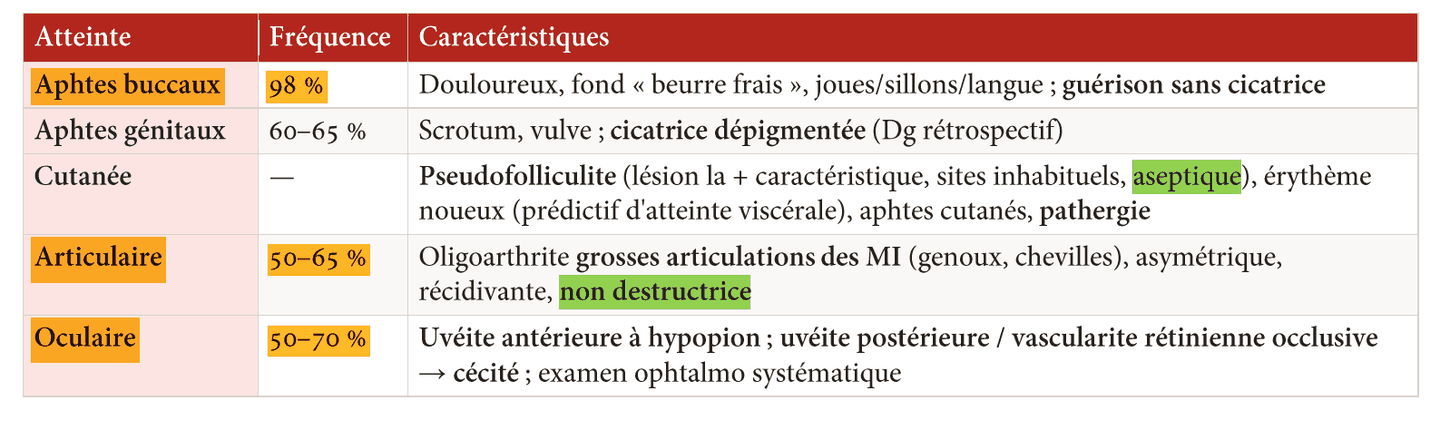 Atteinte Fréquence Caractéristiques
Aphtes buccaux 98 % Douloureux, fond « beurre frais », joues/sillons/langue ; guérison sans cicatrice
Aphtes génitaux 60–65 % Scrotum, vulve ; cicatrice dépigmentée (Dg rétrospectif)
Cutanée — Pseudofolliculite (lésion la + caractéristique, sites inhabituels, aseptique), érythème
noueux (prédictif d'atteinte viscérale), aphtes cutanés, pathergie
Articulaire 50–65 % Oligoarthrite grosses articulations des MI (genoux, chevilles), asymétrique,
récidivante, non destructrice
Oculaire 50–70 % Uvéite antérieure à hypopion ; uvéite postérieure / vascularite rétinienne occlusive
→ cécité ; examen ophtalmo systématique